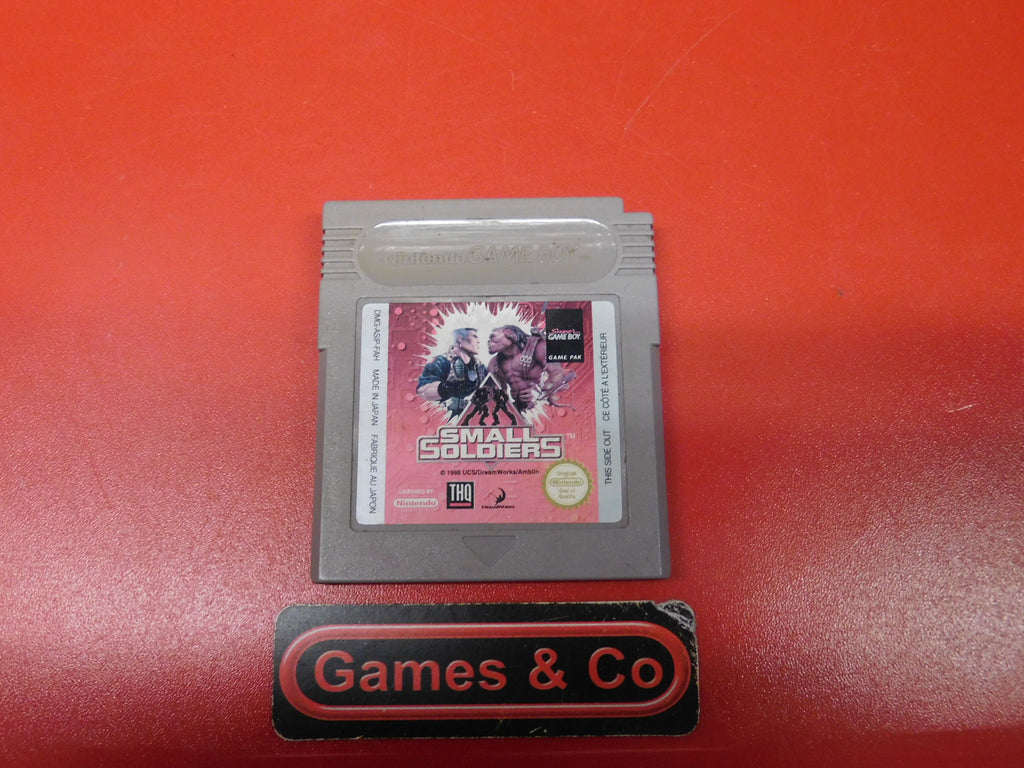 Nintendo GAME BOY
DMG-ASIP-FAH MADE IN JAPAN FABRIQUE AU JAPON
Super
GAME BOY
GAME PAK
SMALL
SOLDIERS™
© 1998 UCS/DreamWorks/Amblin
LICENSED BY
Nintendo
THQ
DREAMWORKS
Original
Nintendo
Seal of
Quality
THIS SIDE OUT CE CÔTÉ A L'EXTÉRIEUR
Games & Co